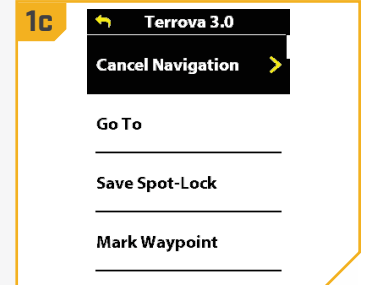 1c
Terrova 3.0
Cancel Navigation
Go To
Save Spot-Lock
Mark Waypoint